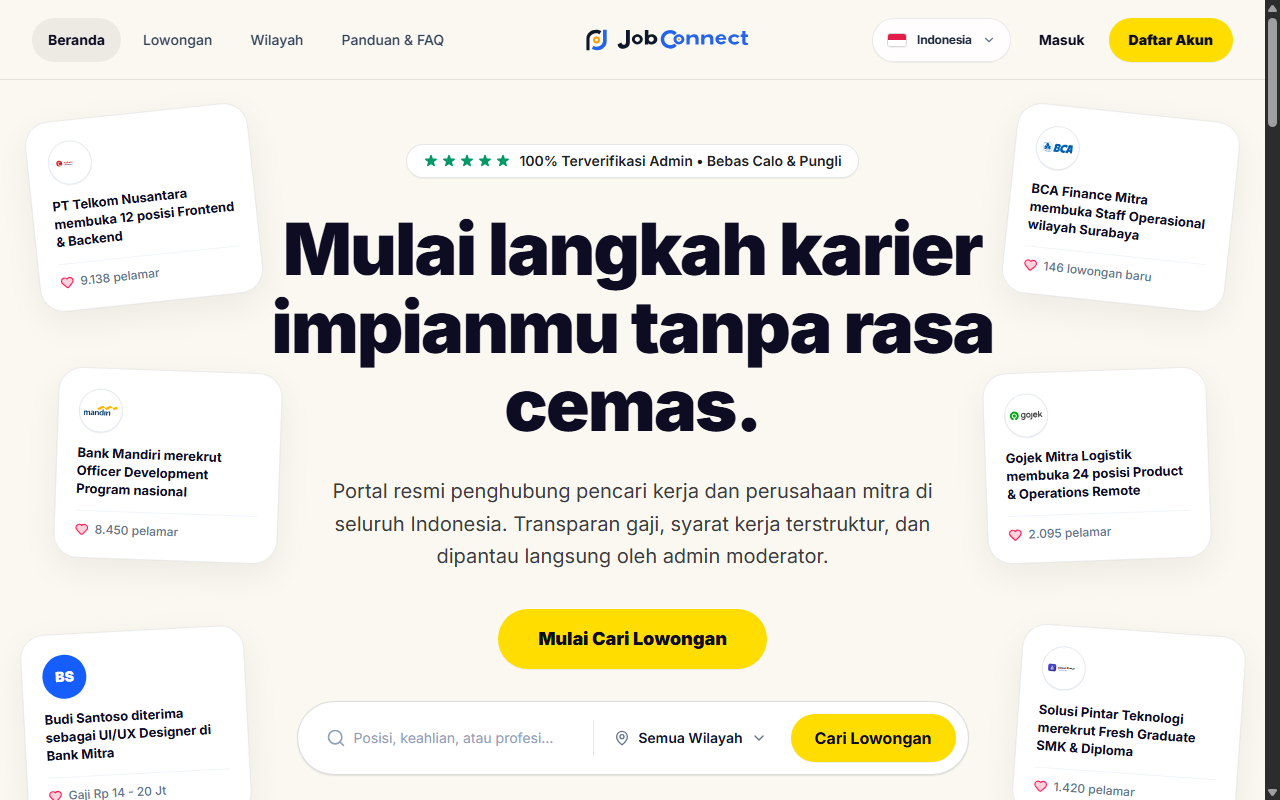 Beranda
Lowongan
Wilayah
Panduan & FAQ
JobConnect
Indonesia
Masuk
Daftar Akun
PT Telkom Nusantara
membuka 12 posisi Frontend
& Backend
9.138 pelamar
BCA
BCA Finance Mitra
membuka Staff Operasional
wilayah Surabaya
146 lowongan baru
100% Terverifikasi Admin • Bebas Calo & Pungli
Mulai langkah karier
impianmu tanpa rasa
cemas.
mandiri
Bank Mandiri merekrut
Officer Development
Program nasional
8.450 pelamar
gojek
Gojek Mitra Logistik
membuka 24 posisi Product
& Operations Remote
2.095 pelamar
Portal resmi penghubung pencari kerja dan perusahaan mitra di
seluruh Indonesia. Transparan gaji, syarat kerja terstruktur, dan
dipantau langsung oleh admin moderator.
Mulai Cari Lowongan
BS
Budi Santoso diterima
sebagai UI/UX Designer di
Bank Mitra
Gaji Rp 14 - 20 Jt
Posisi, keahlian, atau profesi...
Semua Wilayah
Cari Lowongan
Solusi Pintar Teknologi
merekrut Fresh Graduate
SMK & Diploma
1.420 pelamar